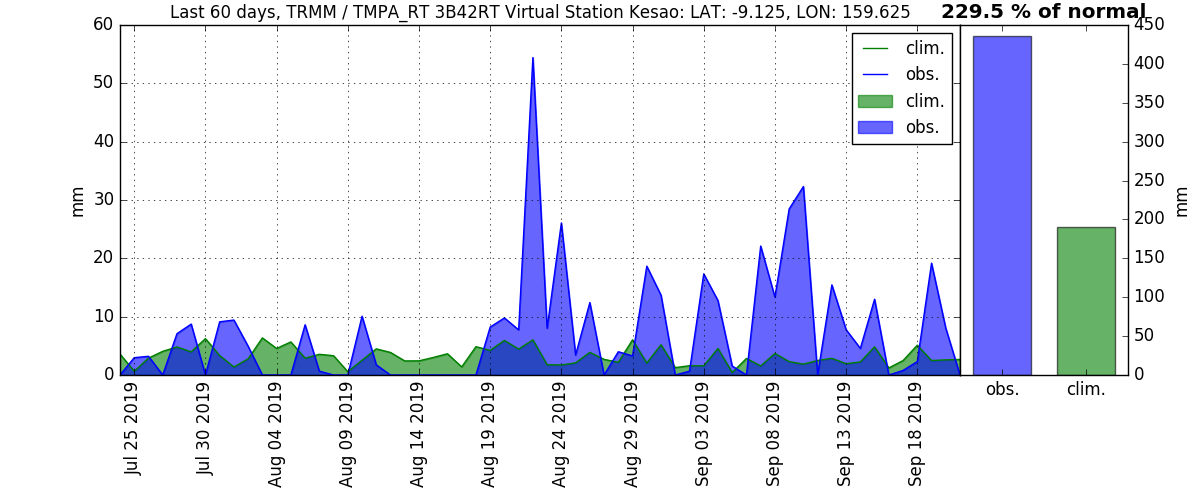 Last 60 days, TRMM / TMPA_RT 3B42RT Virtual Station Kesao: LAT: -9.125, LON: 159.625
229.5 % of normal
60
50
40
30
20
10
0
mm
clim.
obs.
clim.
obs.
450
400
350
300
250
200
150
100
50
0
mm
Jul 25 2019
Jul 30 2019
Aug 04 2019
Aug 09 2019
Aug 14 2019
Aug 19 2019
Aug 24 2019
Aug 29 2019
Sep 03 2019
Sep 08 2019
Sep 13 2019
Sep 18 2019
obs.
clim.